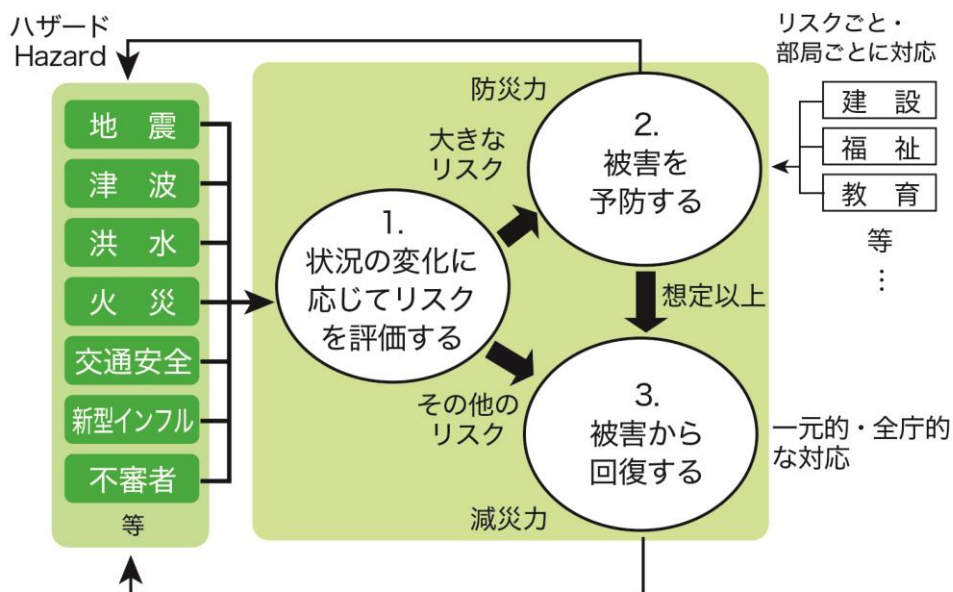 ハザード
Hazard
地 震
津 波
洪 水
火 災
交通安全
新型インフル
不審者
等
1.
状況の変化に
応じてリスク
を評価する
大きな
リスク
その他の
リスク
防災力
2.
被害を
予防する
想定以上
3.
被害から
回復する
減災力
リスクごと・
部局ごとに対応
建 設
福 祉
教 育
等
⋮
一元的・全庁的
な対応